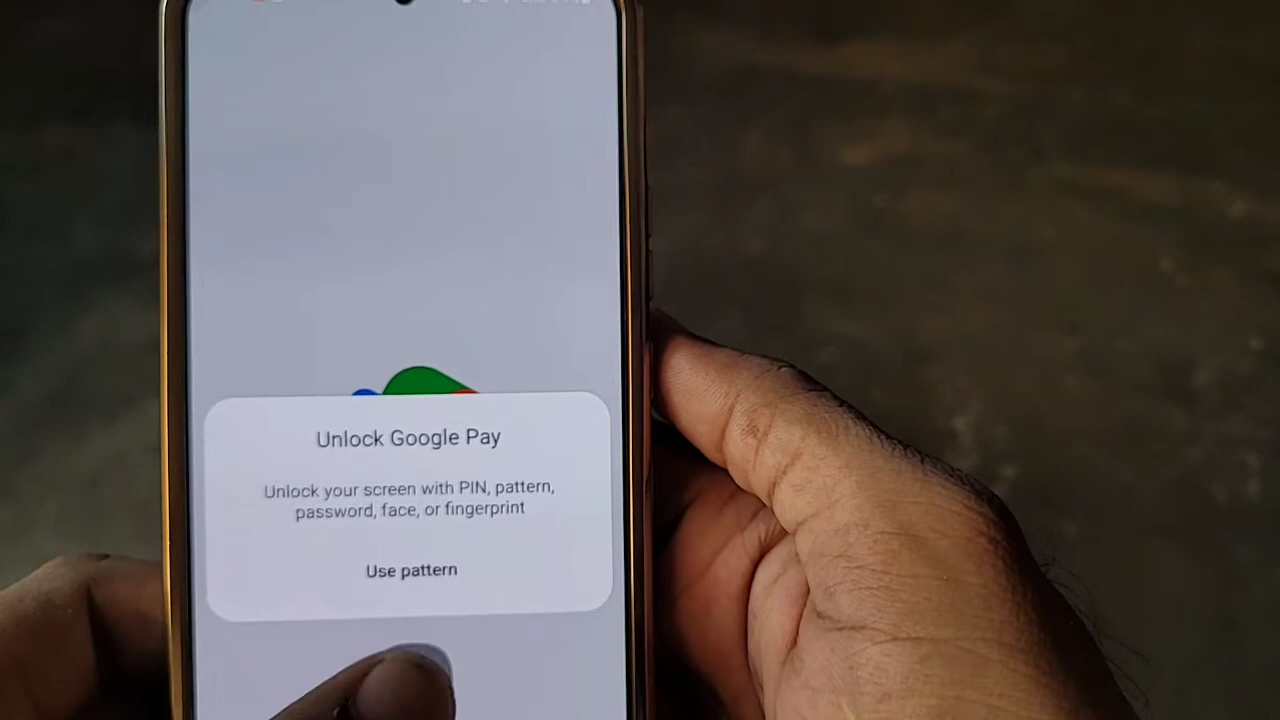 Unlock Google Pay
Unlock your screen with PIN, pattern,
password, face, or fingerprint
Use pattern